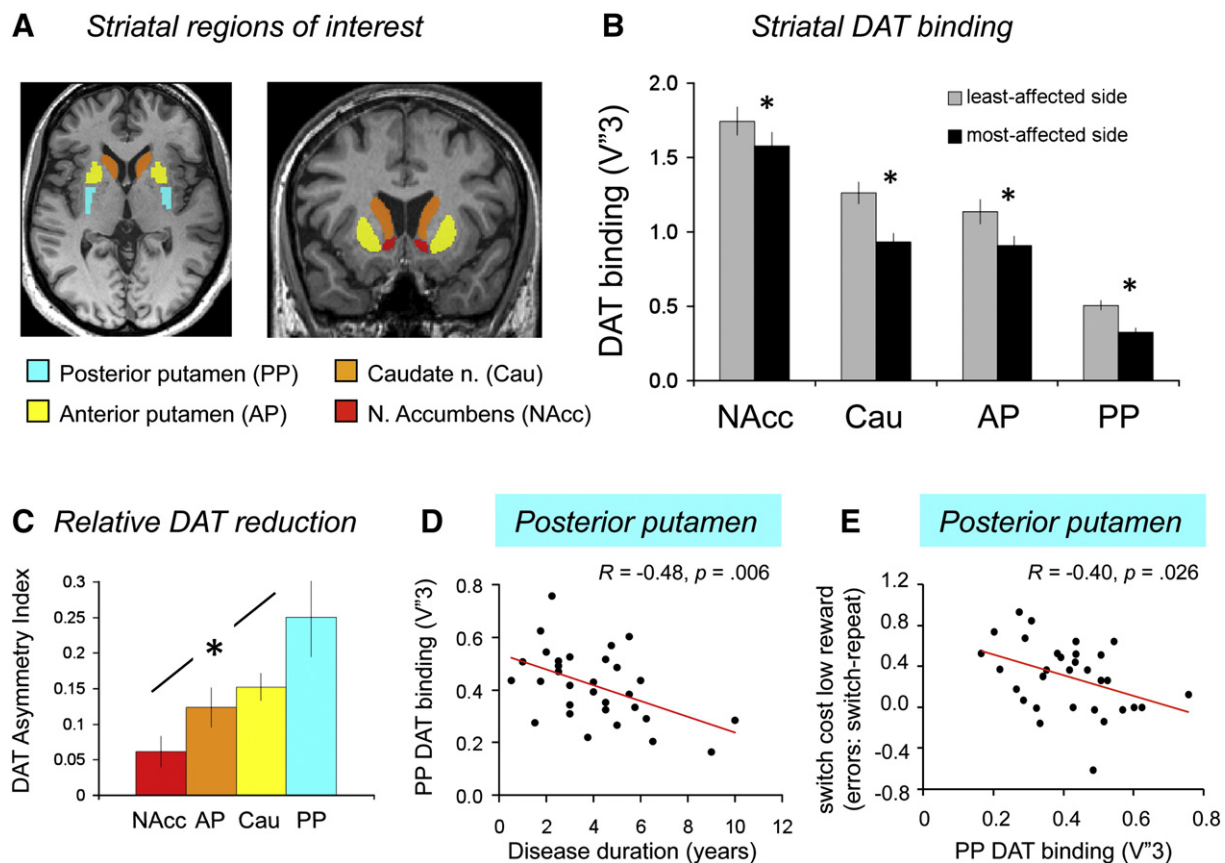 A Striatal regions of interest
Posterior putamen (PP)
Caudate n. (Cau)
Anterior putamen (AP)
N. Accumbens (NAcc)
B Striatal DAT binding
least-affected side
most-affected side
DAT binding (V"3)
2.0
1.5
1.0
0.5
0.0
*
*
*
*
NAcc Cau AP PP
C Relative DAT reduction
DAT Asymmetry Index
0.3
0.25
0.2
0.15
0.1
0.05
0
*
NAcc AP Cau PP
D Posterior putamen
R = -0.48, p = .006
PP DAT binding (V"3)
0.8
0.6
0.4
0.2
0.0
0 2 4 6 8 10 12
Disease duration (years)
E Posterior putamen
R = -0.40, p = .026
switch cost low reward
(errors: switch-repeat)
1.2
0.8
0.4
0.0
-0.4
-0.8
0 0.2 0.4 0.6 0.8
PP DAT binding (V"3)